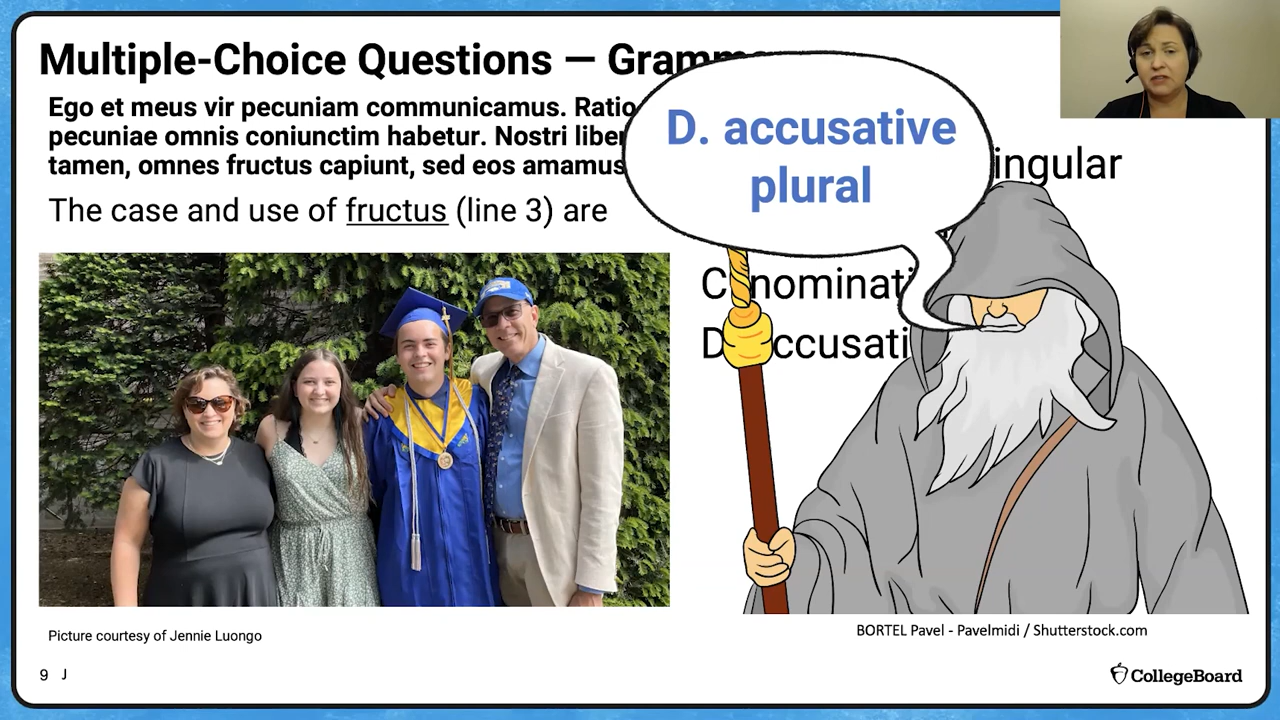 Multiple-Choice Questions — Gramm
Ego et meus vir pecuniam communicamus. Ratio
pecuniae omnis coniunctim habetur. Nostri liber
tamen, omnes fructus capiunt, sed eos amamus
The case and use of fructus (line 3) are
D. accusative
plural
ingular
C nominati
D ccusati
Picture courtesy of Jennie Luongo
BORTEL Pavel - Pavelmidi / Shutterstock.com
9 J
CollegeBoard